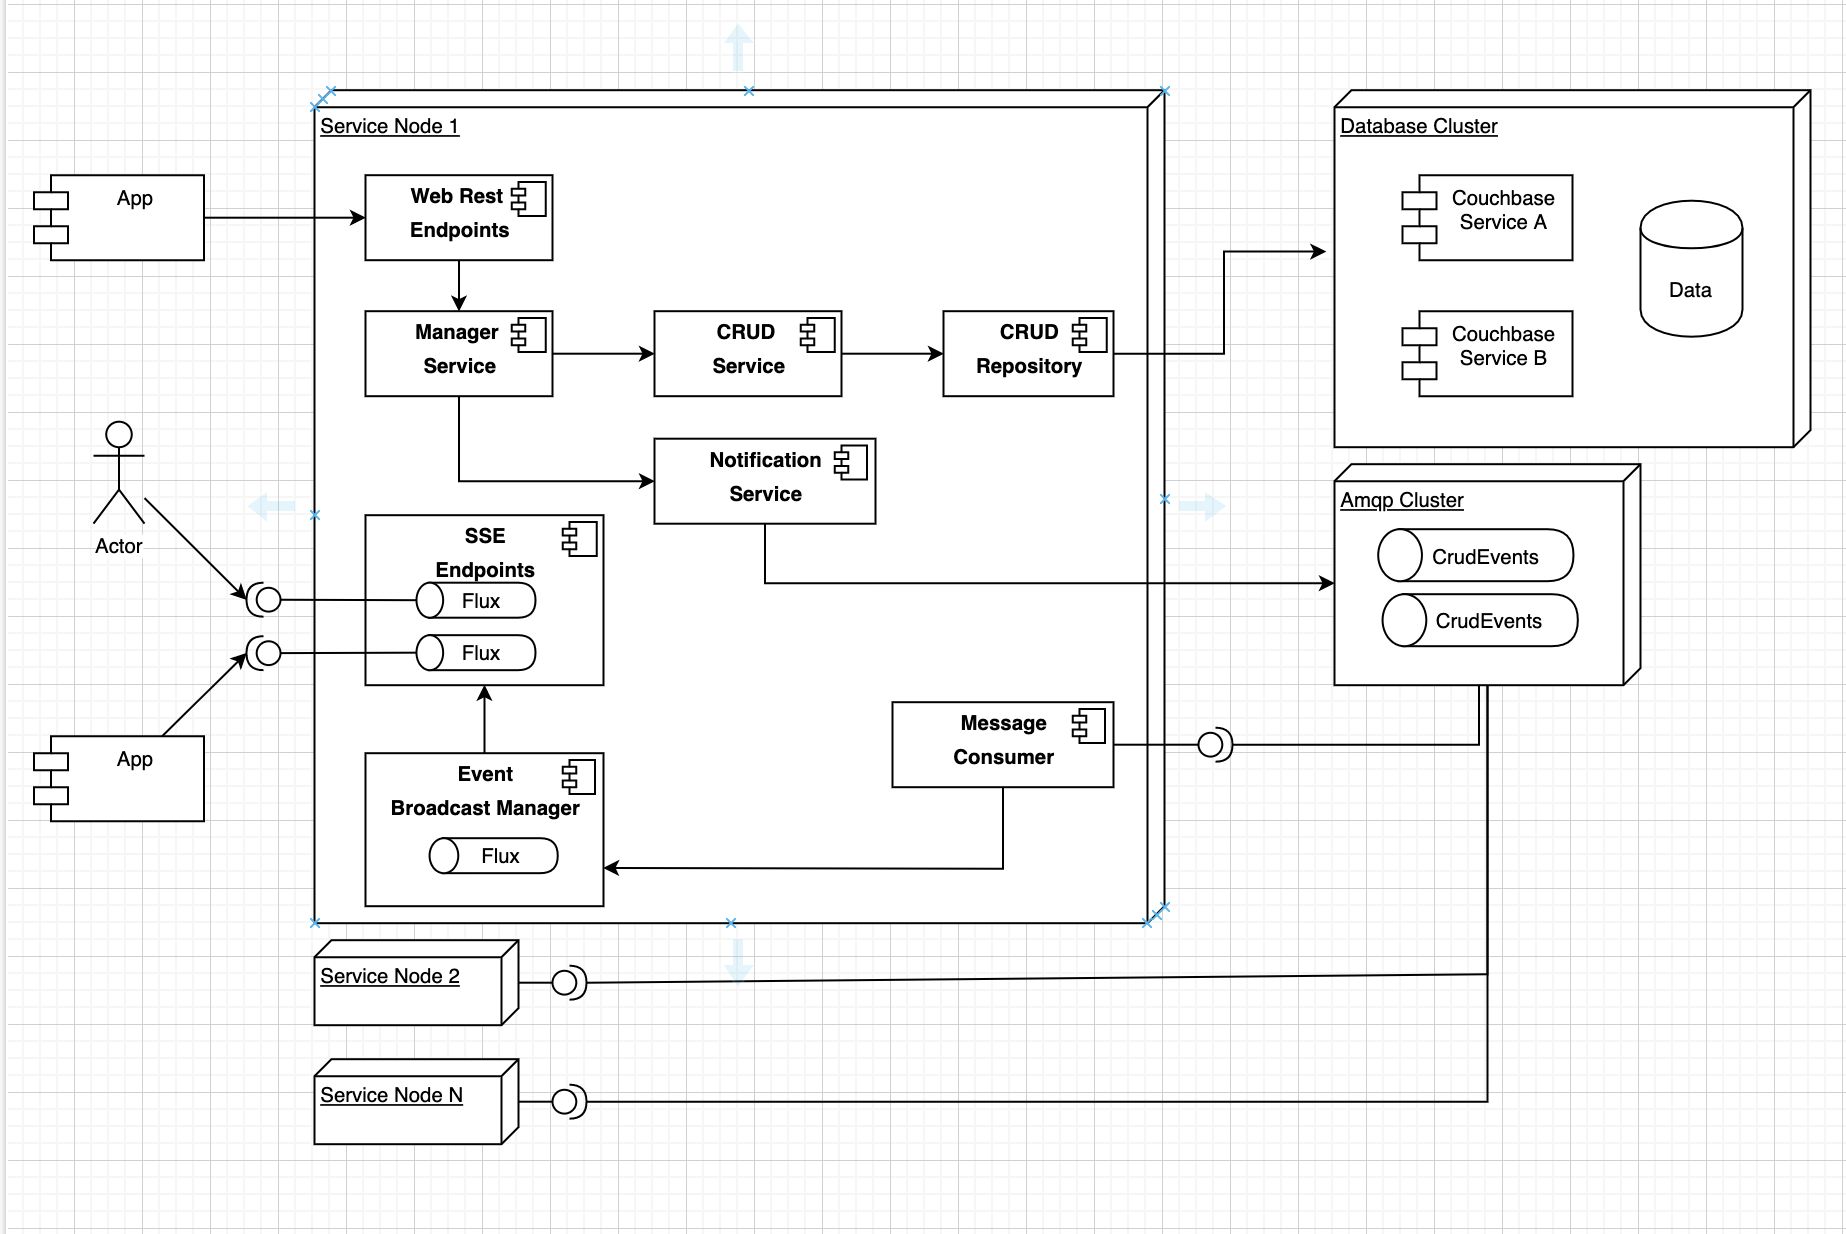 Service Node 1
App
Web Rest
Endpoints
Manager
Service
CRUD
Service
CRUD
Repository
Notification
Service
Database Cluster
Couchbase
Service A
Couchbase
Service B
Data
Amqp Cluster
CrudEvents
CrudEvents
Actor
SSE
Endpoints
Flux
Flux
App
Event
Broadcast Manager
Flux
Message
Consumer
Service Node 2
Service Node N